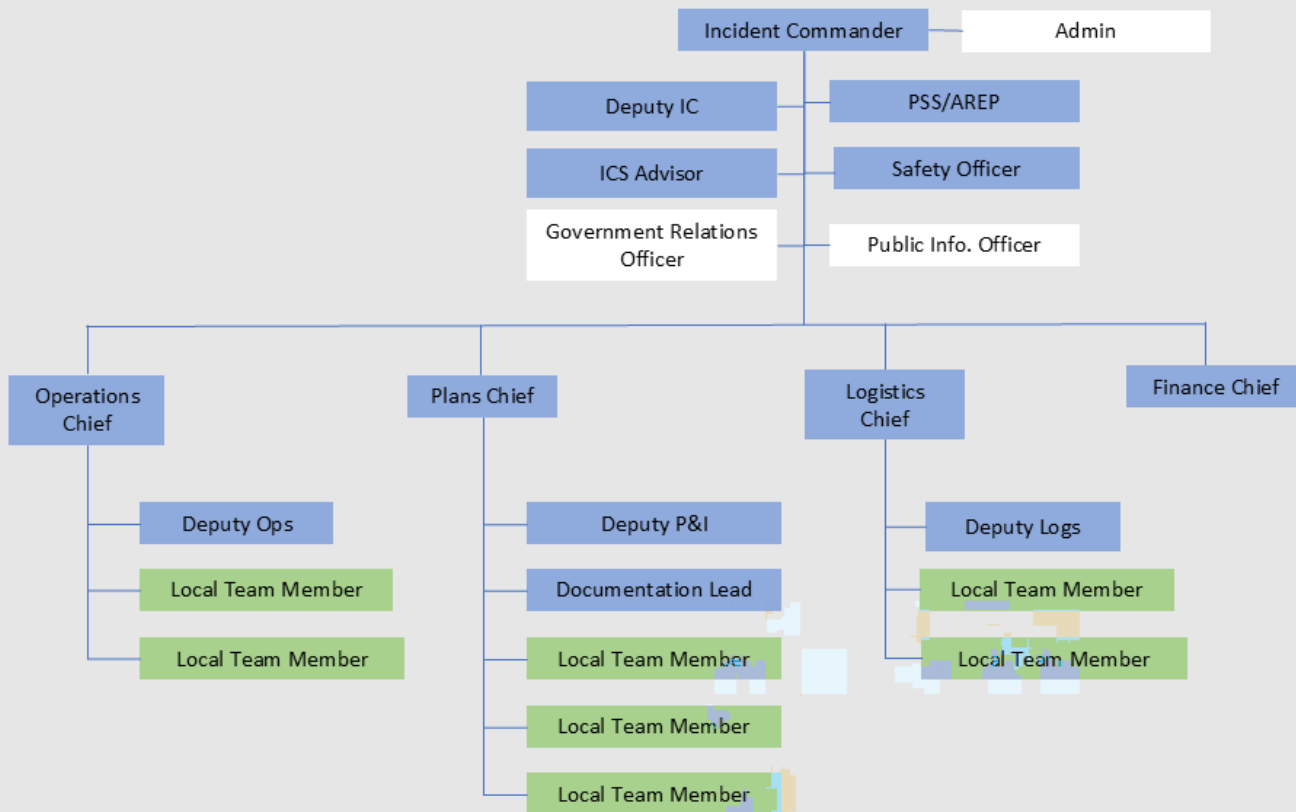 Incident Commander
Admin
Deputy IC
PSS/AREP
ICS Advisor
Safety Officer
Government Relations
Officer
Public Info. Officer
Operations
Chief
Plans Chief
Logistics
Chief
Finance Chief
Deputy Ops
Deputy P&I
Deputy Logs
Local Team Member
Documentation Lead
Local Team Member
Local Team Member
Local Team Member
Local Team Member
Local Team Member
Local Team Member